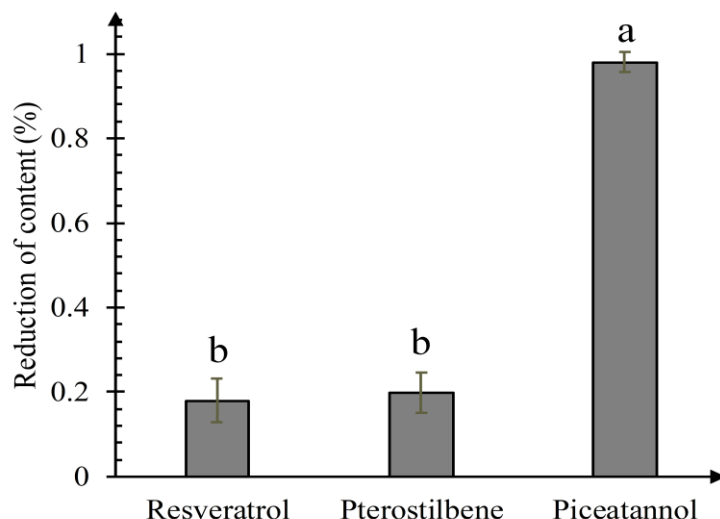 Reduction of content (%)
1
0.8
0.6
0.4
0.2
0
b
b
a
Resveratrol
Pterostilbene
Piceatannol